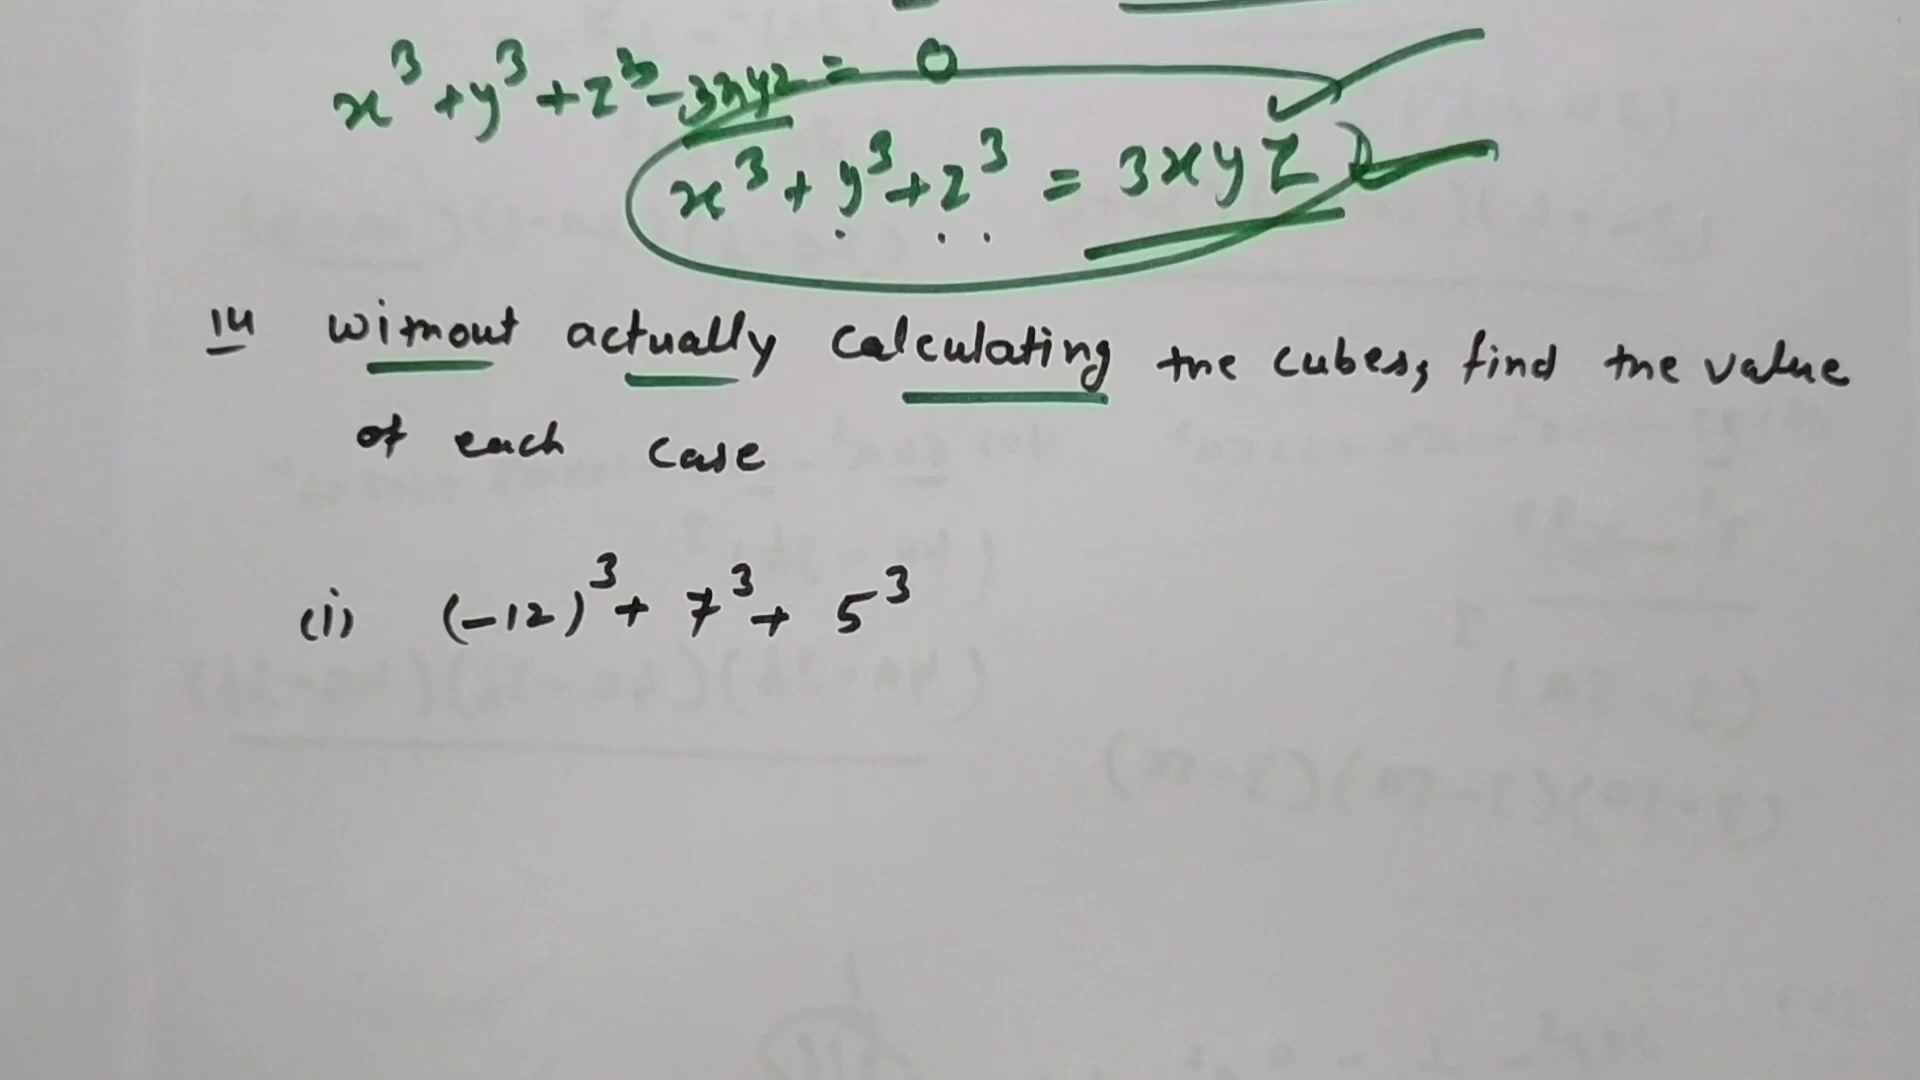 x³+y³+z³-3xyz = 0
x³+y³+z³ = 3xyz
14 without actually calculating the cubes, find the value
of each case
(i) (-12)³+ 7³+ 5³